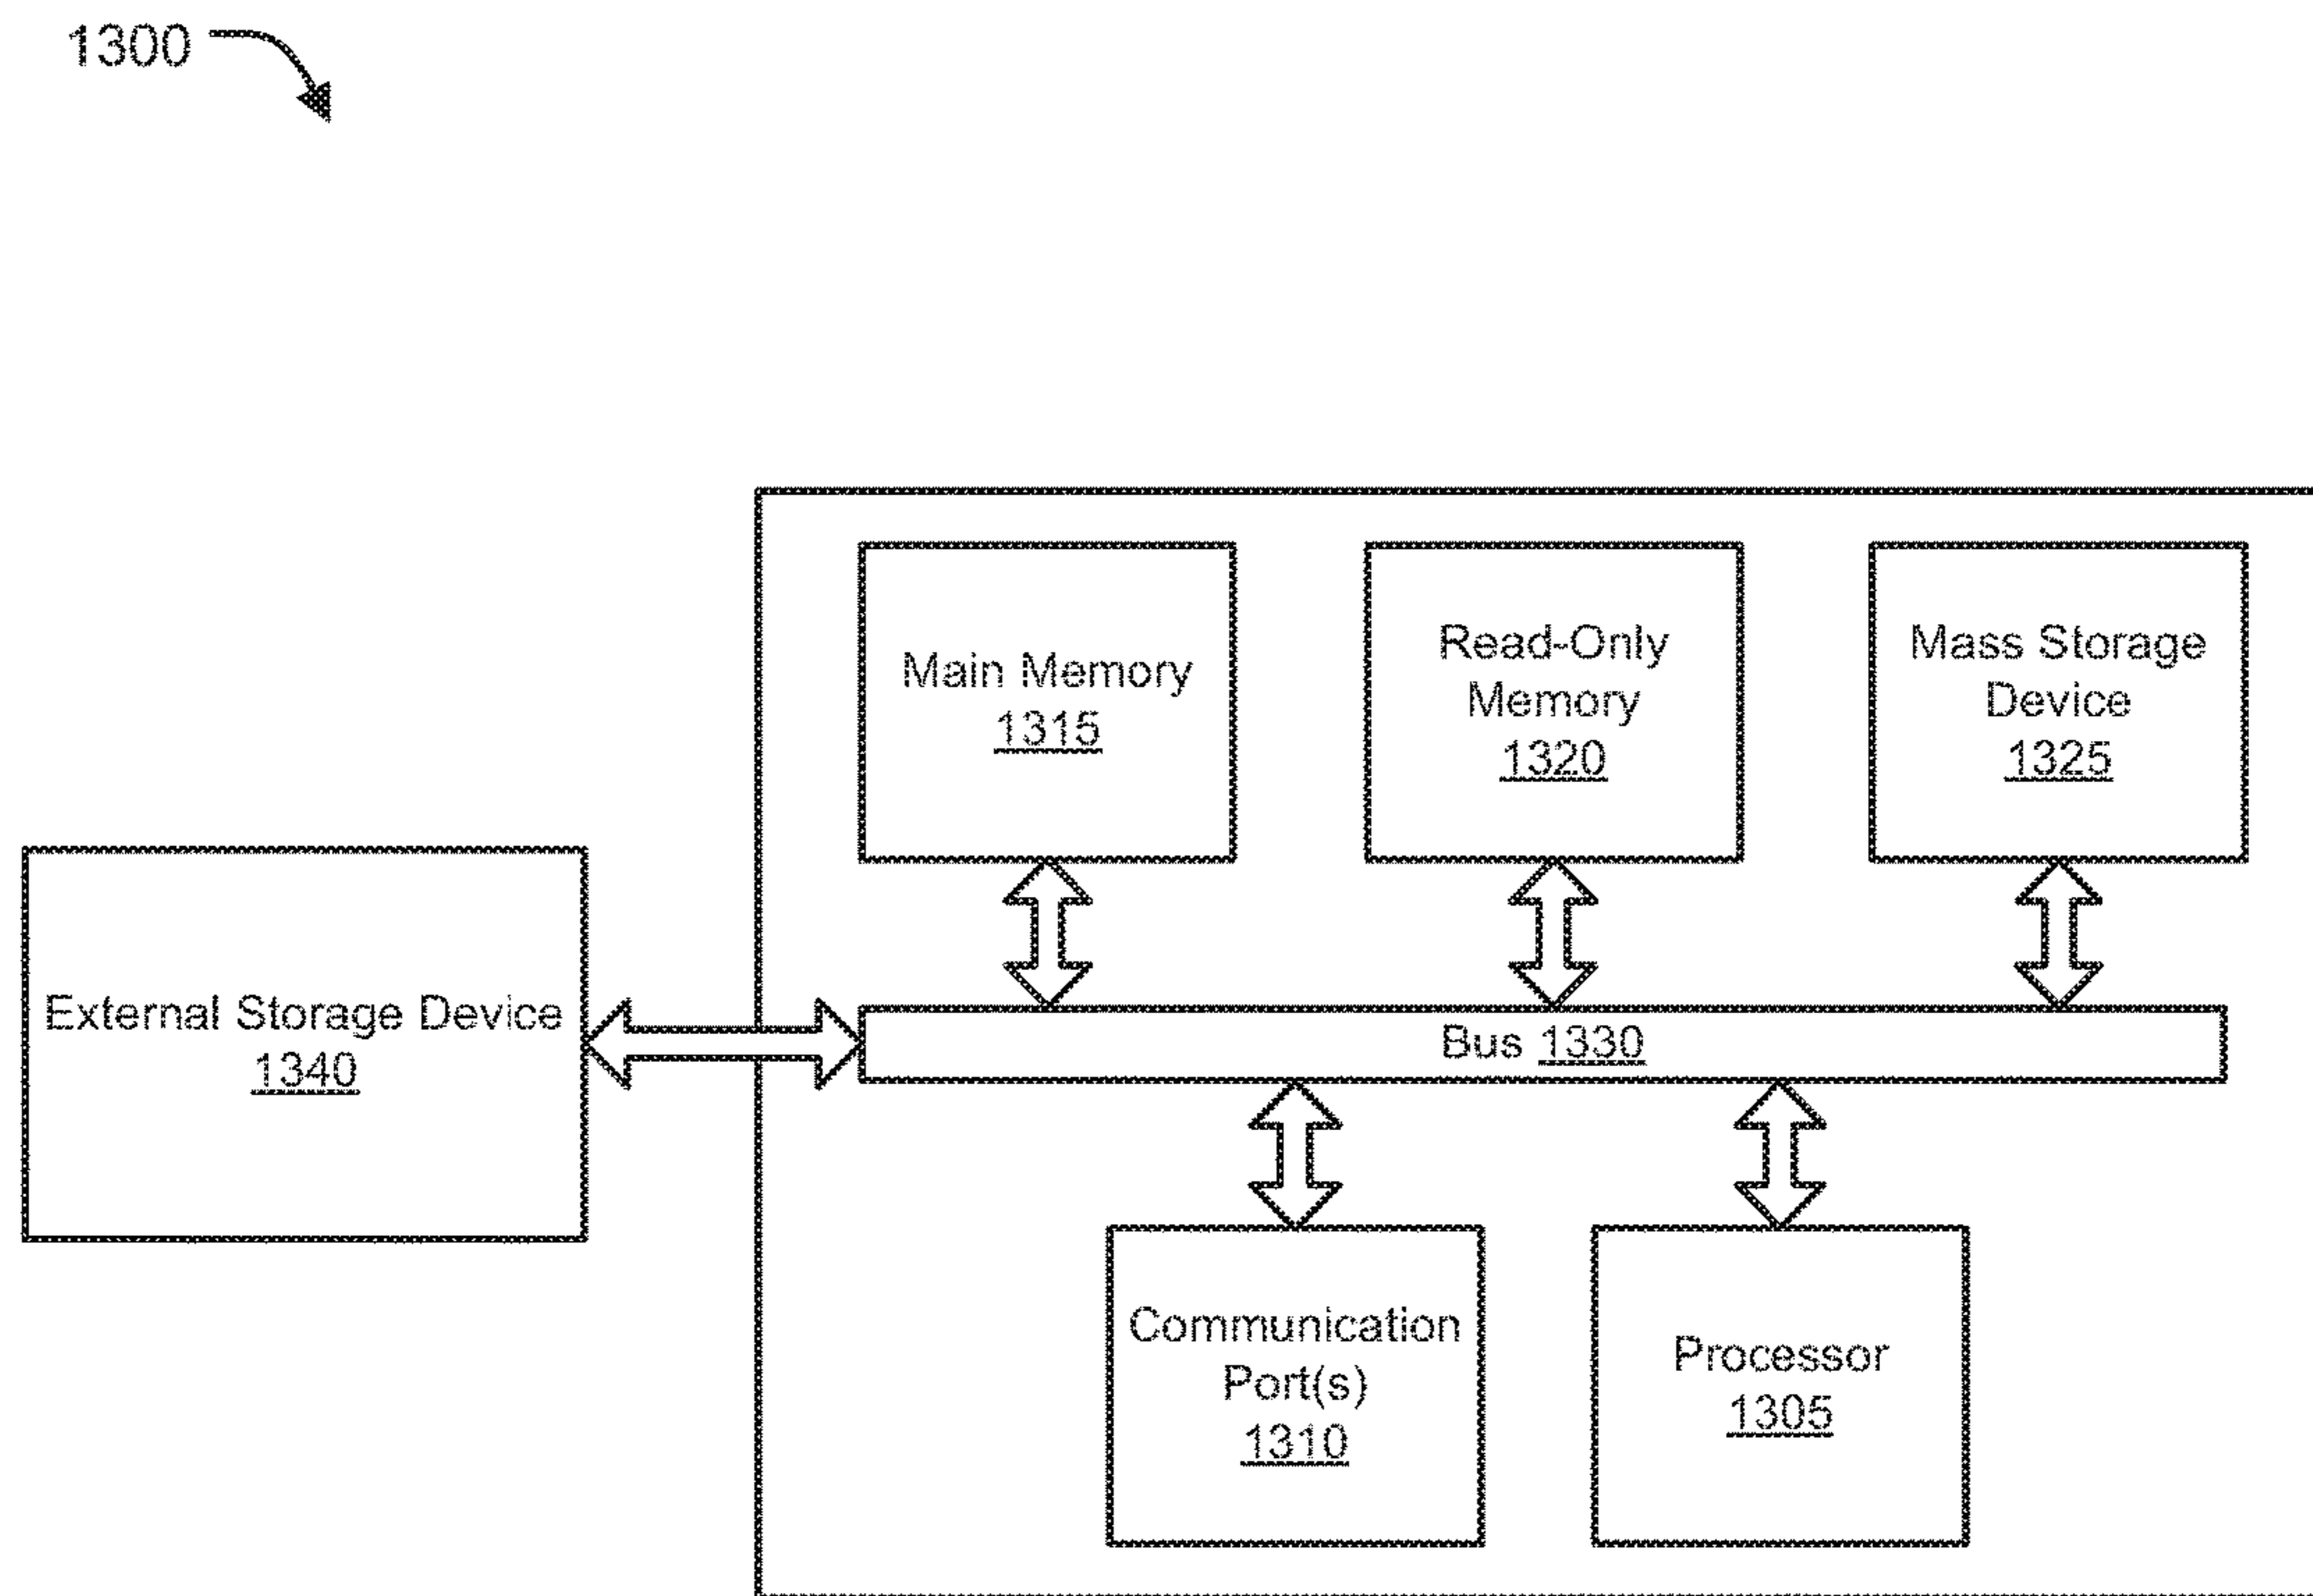 1300
Main Memory
1315
Read-Only
Memory
1320
Mass Storage
Device
1325
External Storage Device
1340
Bus 1330
Communication
Port(s)
1310
Processor
1305